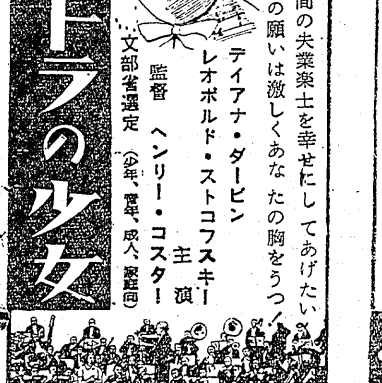 間の失業楽士を幸せにしてあげたい
の願いは激しくあなたの胸をうつ！
デイアナ・ダービン
レオポルド・ストコフスキー
主演
監督 ヘンリー・コスター
文部省選定（少年、青年、成人、家庭向）
トラの少女